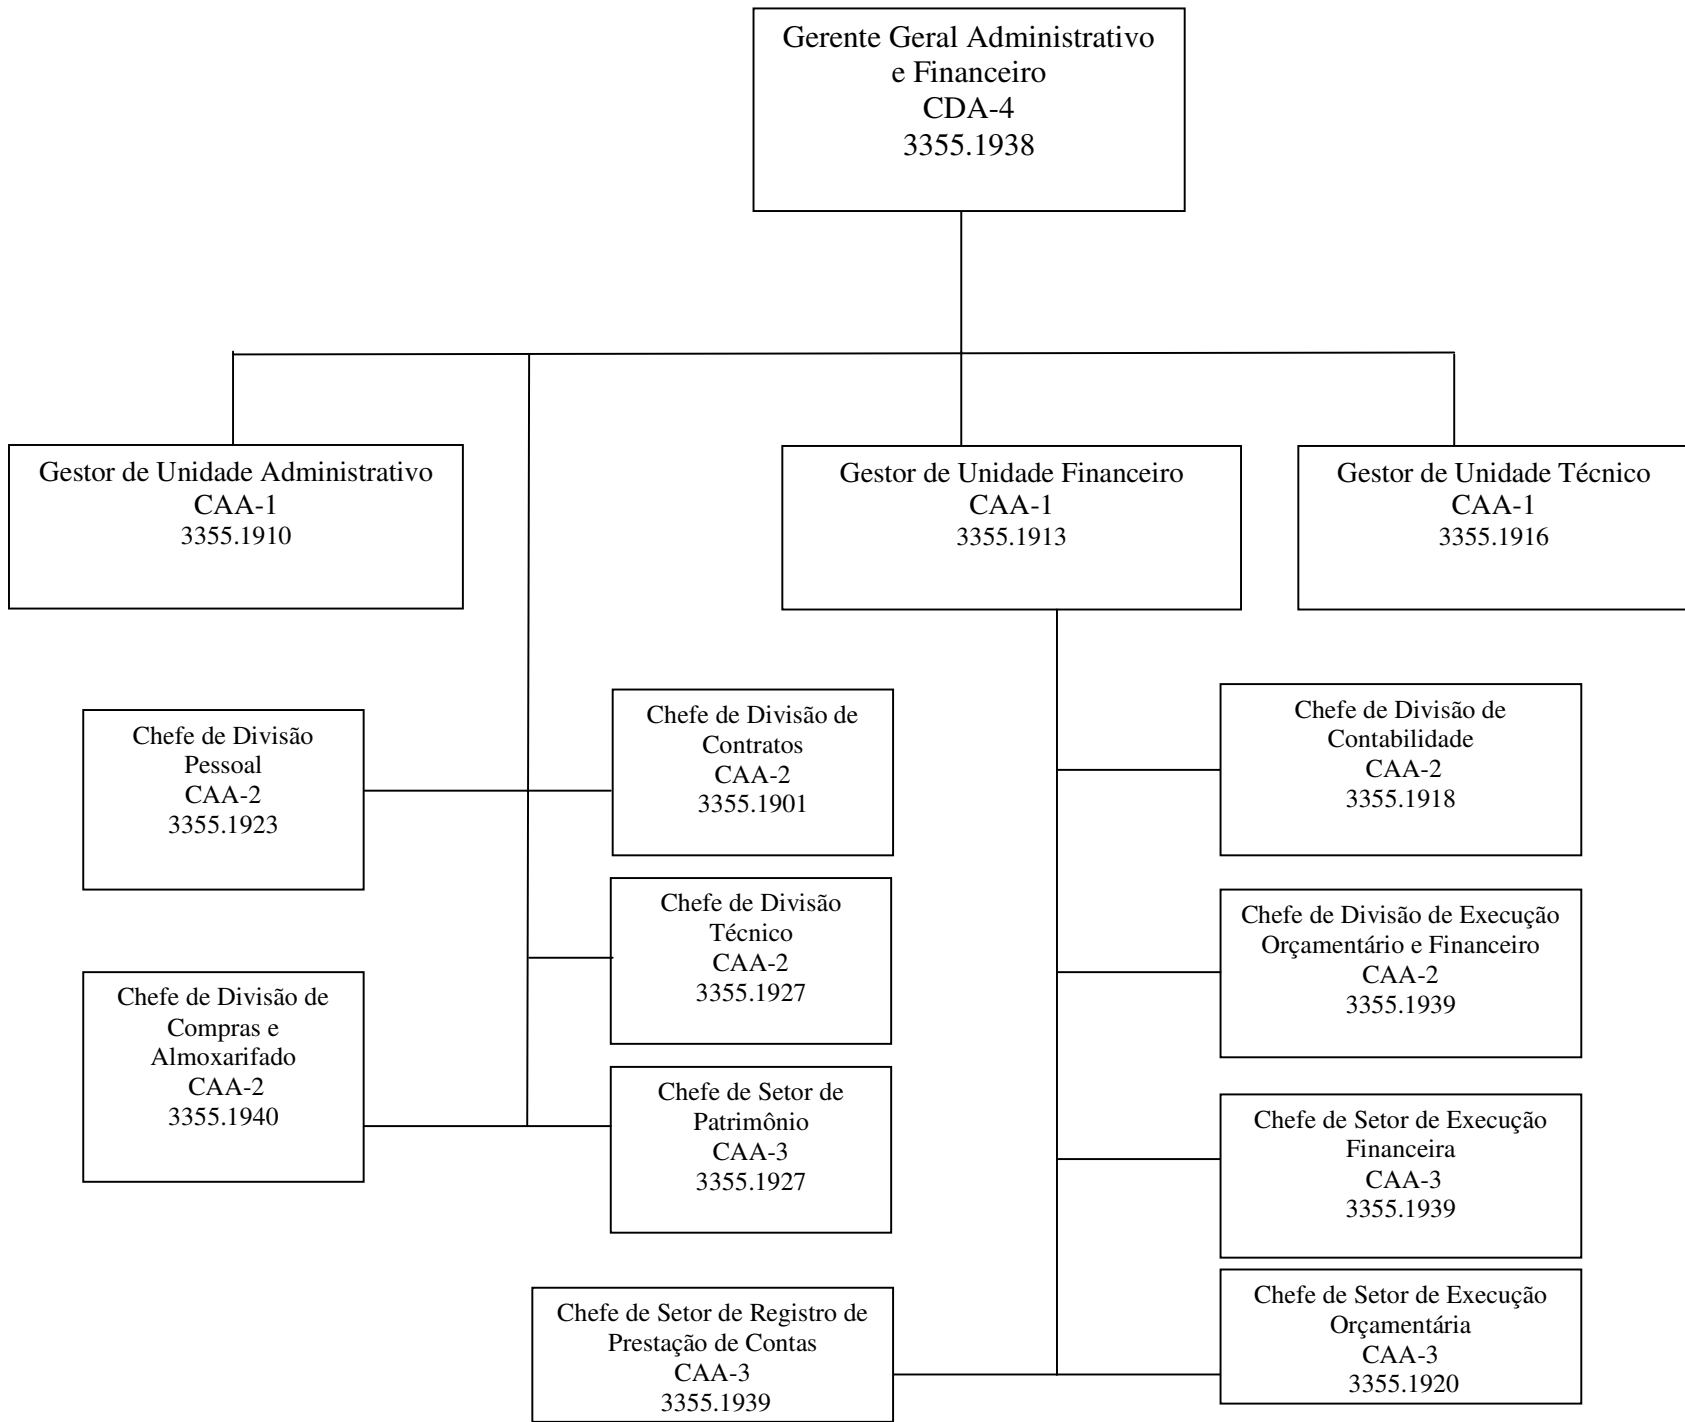 Gerente Geral Administrativo
e Financeiro
CDA-4
3355.1938
Gestor de Unidade Administrativo
CAA-1
3355.1910
Gestor de Unidade Financeiro
CAA-1
3355.1913
Gestor de Unidade Técnico
CAA-1
3355.1916
Chefe de Divisão
Pessoal
CAA-2
3355.1923
Chefe de Divisão de
Contratos
CAA-2
3355.1901
Chefe de Divisão de
Contabilidade
CAA-2
3355.1918
Chefe de Divisão
Técnico
CAA-2
3355.1927
Chefe de Divisão de Execução
Orçamentário e Financeiro
CAA-2
3355.1939
Chefe de Divisão de
Compras e
Almoxarifado
CAA-2
3355.1940
Chefe de Setor de
Patrimônio
CAA-3
3355.1927
Chefe de Setor de Execução
Financeira
CAA-3
3355.1939
Chefe de Setor de Registro de
Prestação de Contas
CAA-3
3355.1939
Chefe de Setor de Execução
Orçamentária
CAA-3
3355.1920